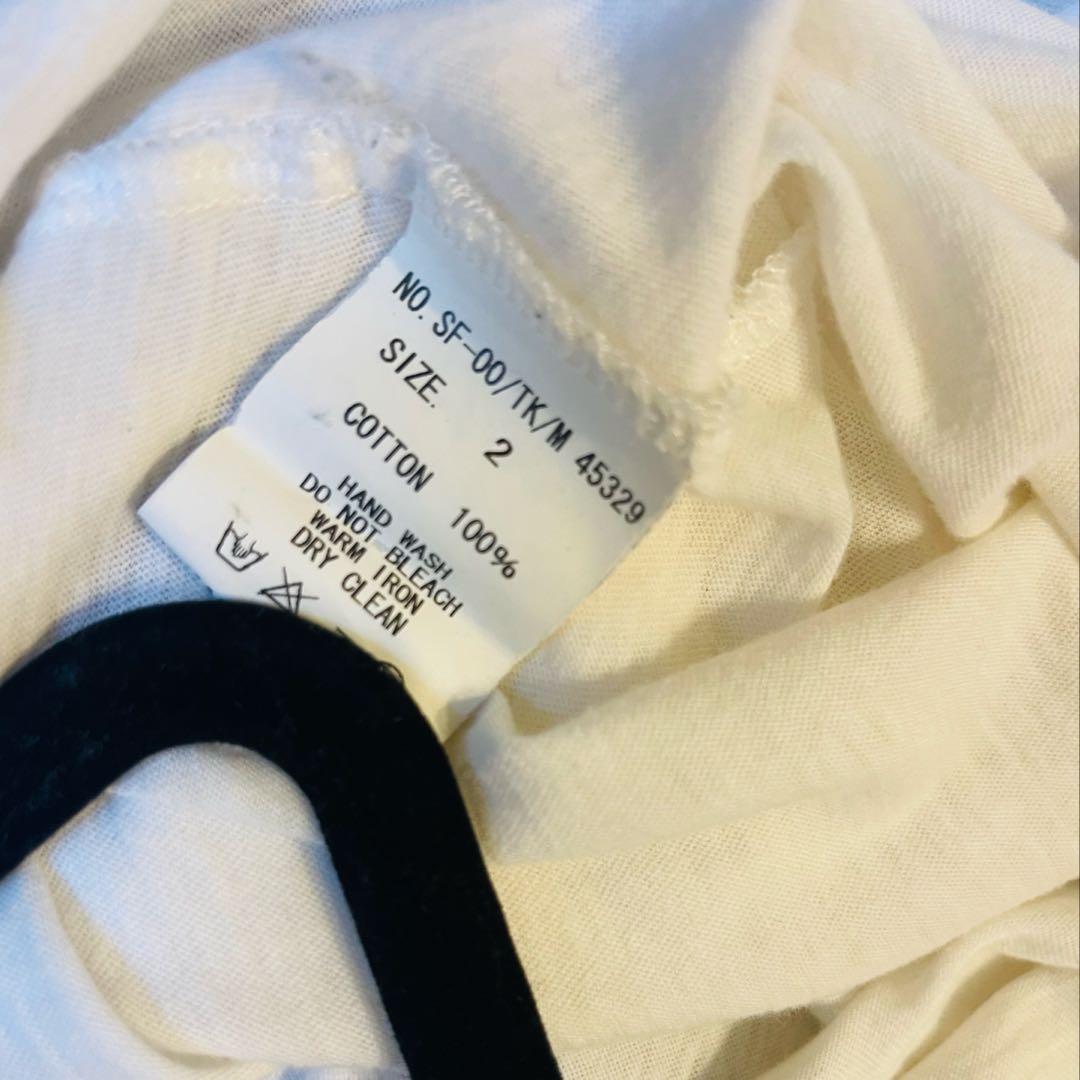 NO. SF-00/TK/M 45329
SIZE. 2
COTTON 100%
HAND WASH
DO NOT BLEACH
WARM IRON
DRY CLEAN